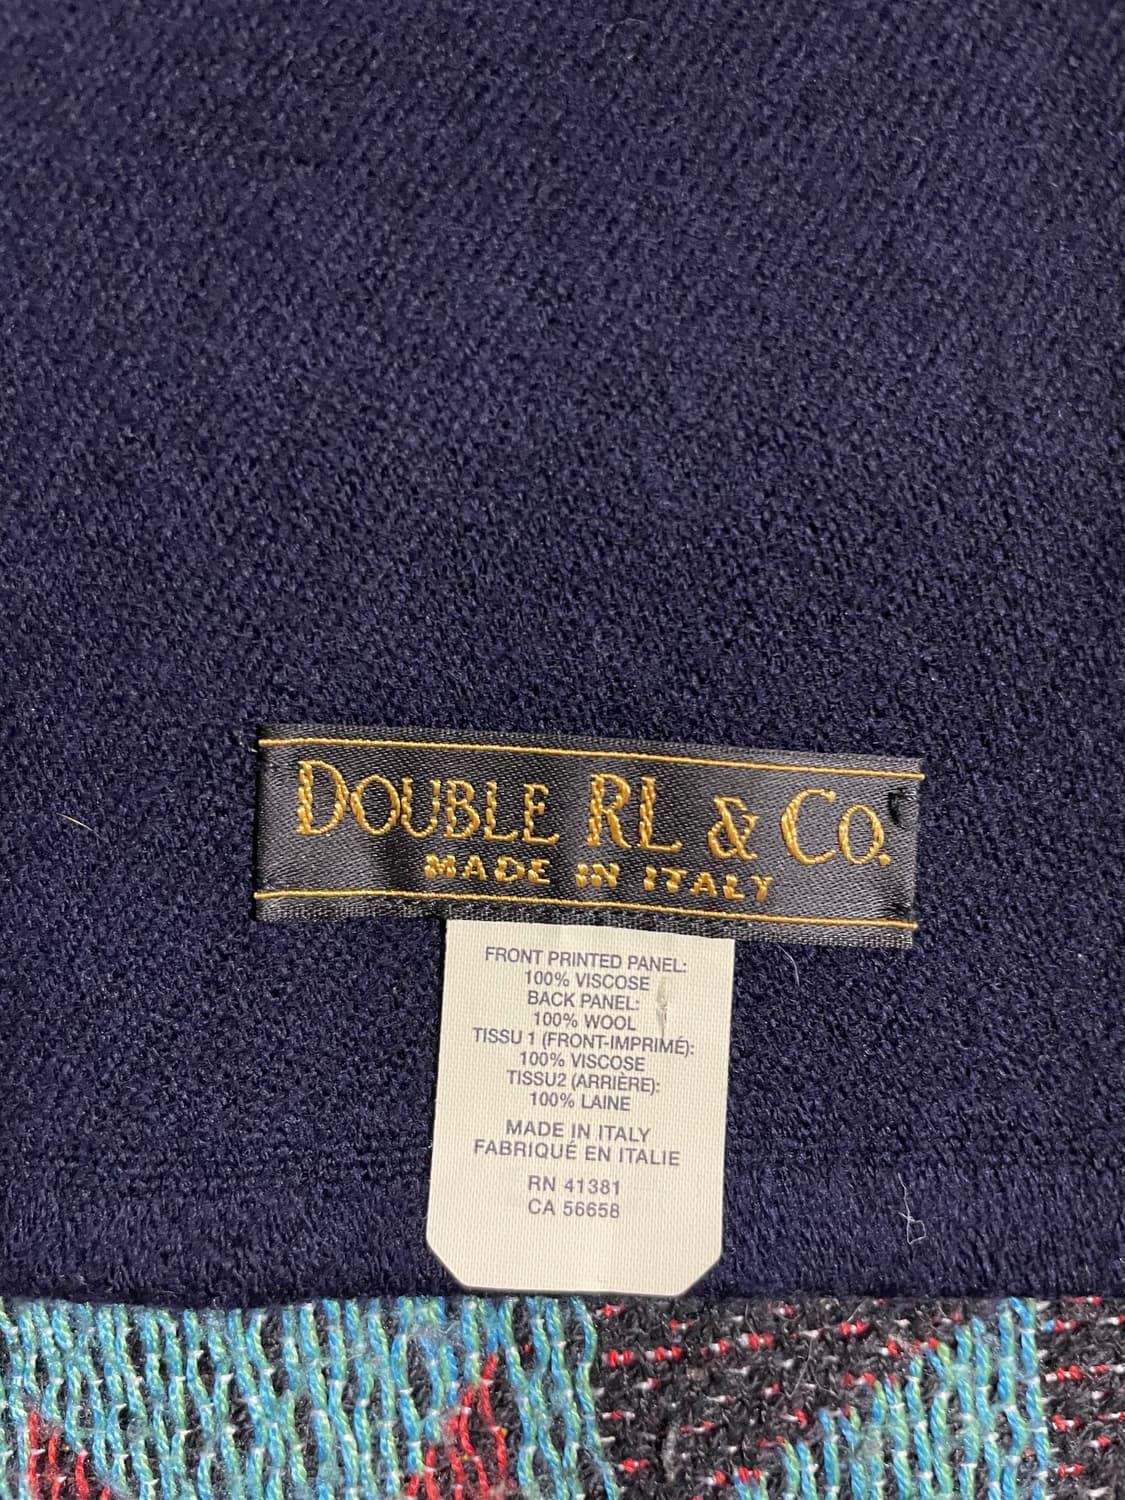 DOUBLE RL & CO.
MADE IN ITALY
FRONT PRINTED PANEL:
100% VISCOSE
BACK PANEL:
100% WOOL
TISSU 1 (FRONT-IMPRIMÉ):
100% VISCOSE
TISSU2 (ARRIÈRE):
100% LAINE
MADE IN ITALY
FABRIQUÉ EN ITALIE
RN 41381
CA 56658